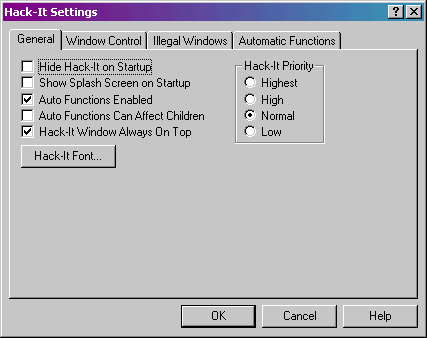 Hack-It Settings
General
Window Control
Illegal Windows
Automatic Functions
Hide Hack-It on Startup
Show Splash Screen on Startup
Auto Functions Enabled
Auto Functions Can Affect Children
Hack-It Window Always On Top
Hack-It Font...
Hack-It Priority
Highest
High
Normal
Low
OK
Cancel
Help